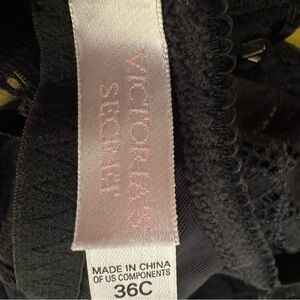 VICTORIA'S
SECRET
MADE IN CHINA
OF US COMPONENTS
36C